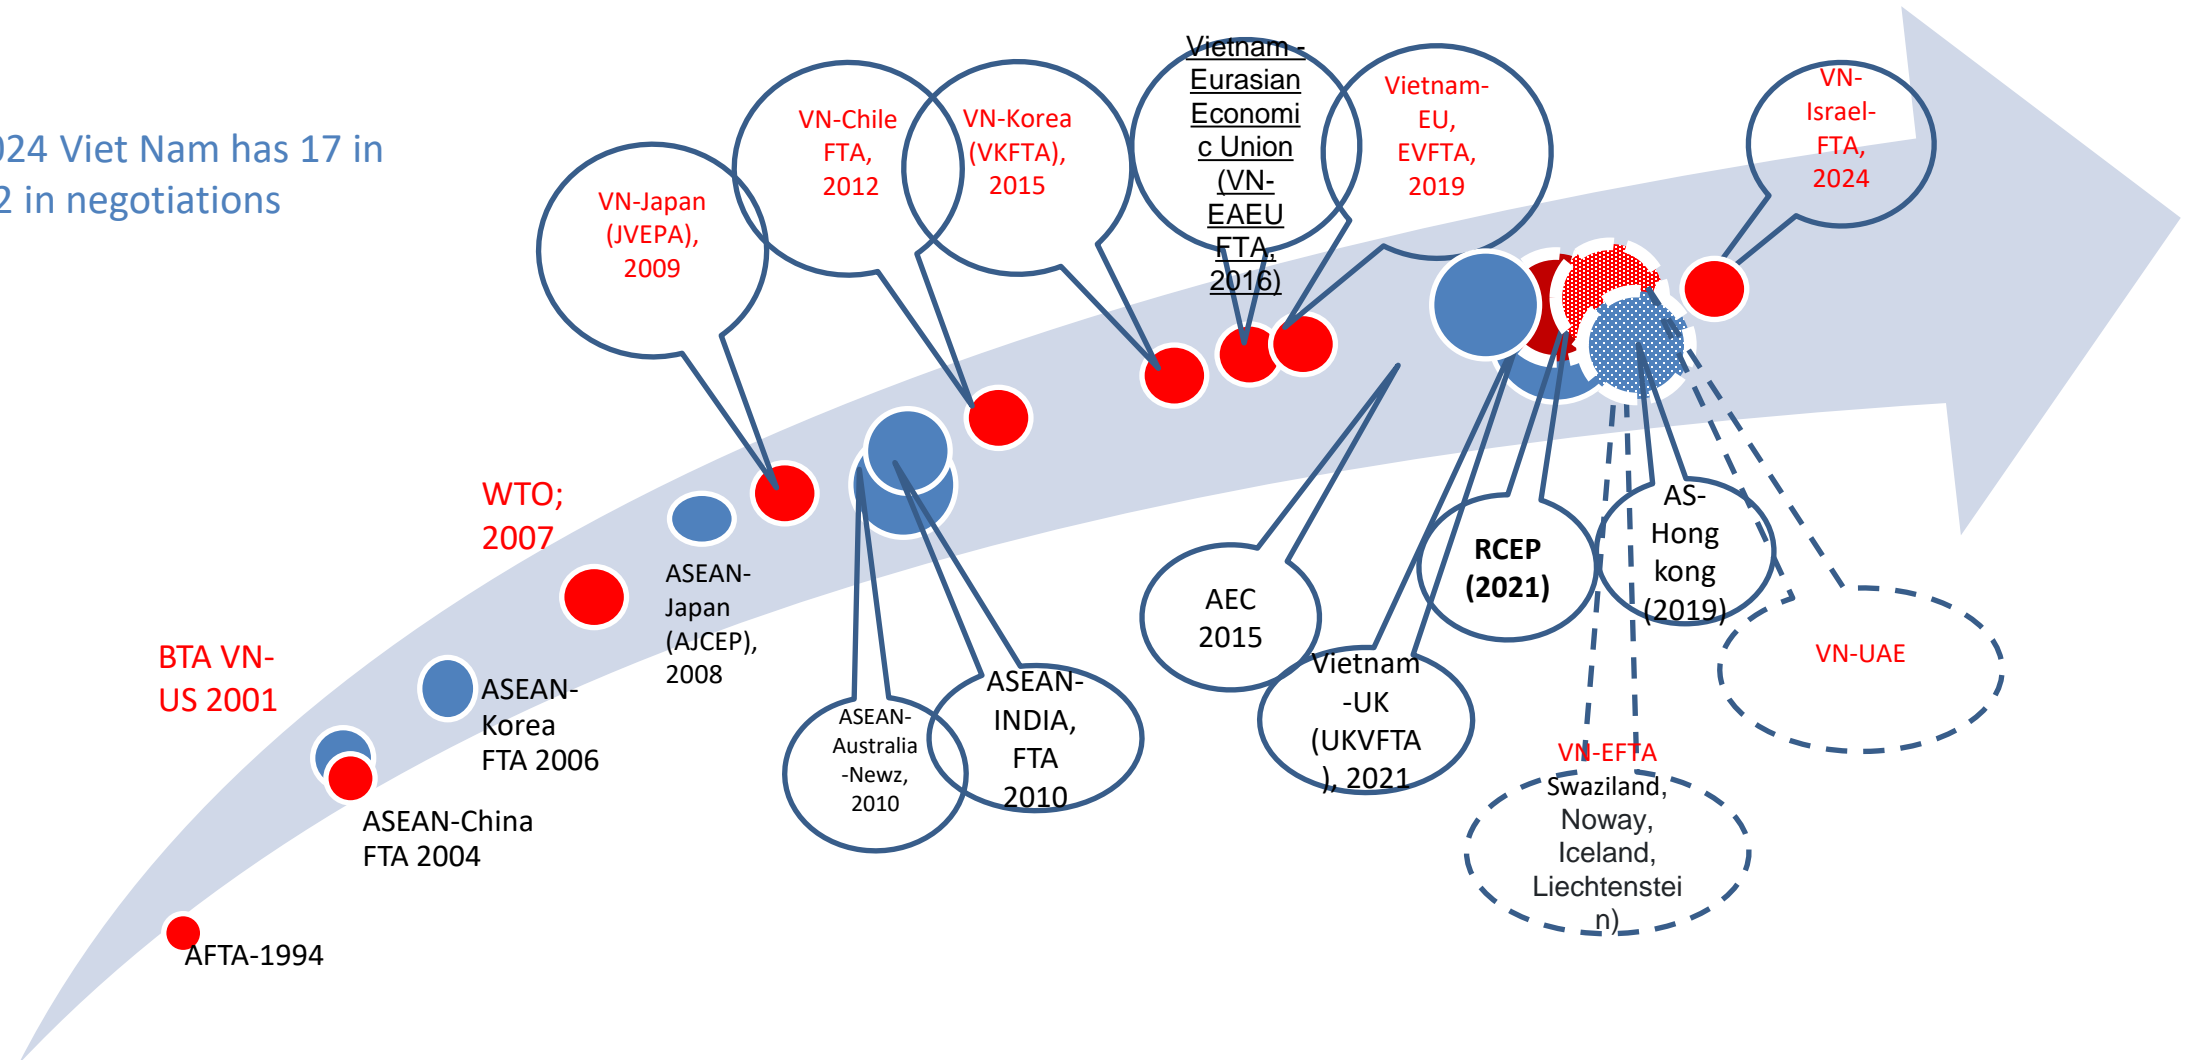 024 Viet Nam has 17 in
2 in negotiations
VN-Japan
(JVEPA),
2009
VN-Chile
FTA,
2012
VN-Korea
(VKFTA),
2015
Vietnam -
Eurasian
Economi
c Union
(VN-
EAEU
FTA,
2016)
Vietnam-
EU,
EVFTA,
2019
VN-
Israel-
FTA,
2024
WTO;
2007
ASEAN-
Japan
(AJCEP),
2008
BTA VN-
US 2001
ASEAN-
Korea
FTA 2006
ASEAN-China
FTA 2004
AFTA-1994
ASEAN-
Australia
-Newz,
2010
ASEAN-
INDIA,
FTA
2010
AEC
2015
Vietnam
-UK
(UKVFTA
), 2021
RCEP
(2021)
AS-
Hong
kong
(2019)
VN-UAE
VN-EFTA
Swaziland,
Noway,
Iceland,
Liechtenstei
n)